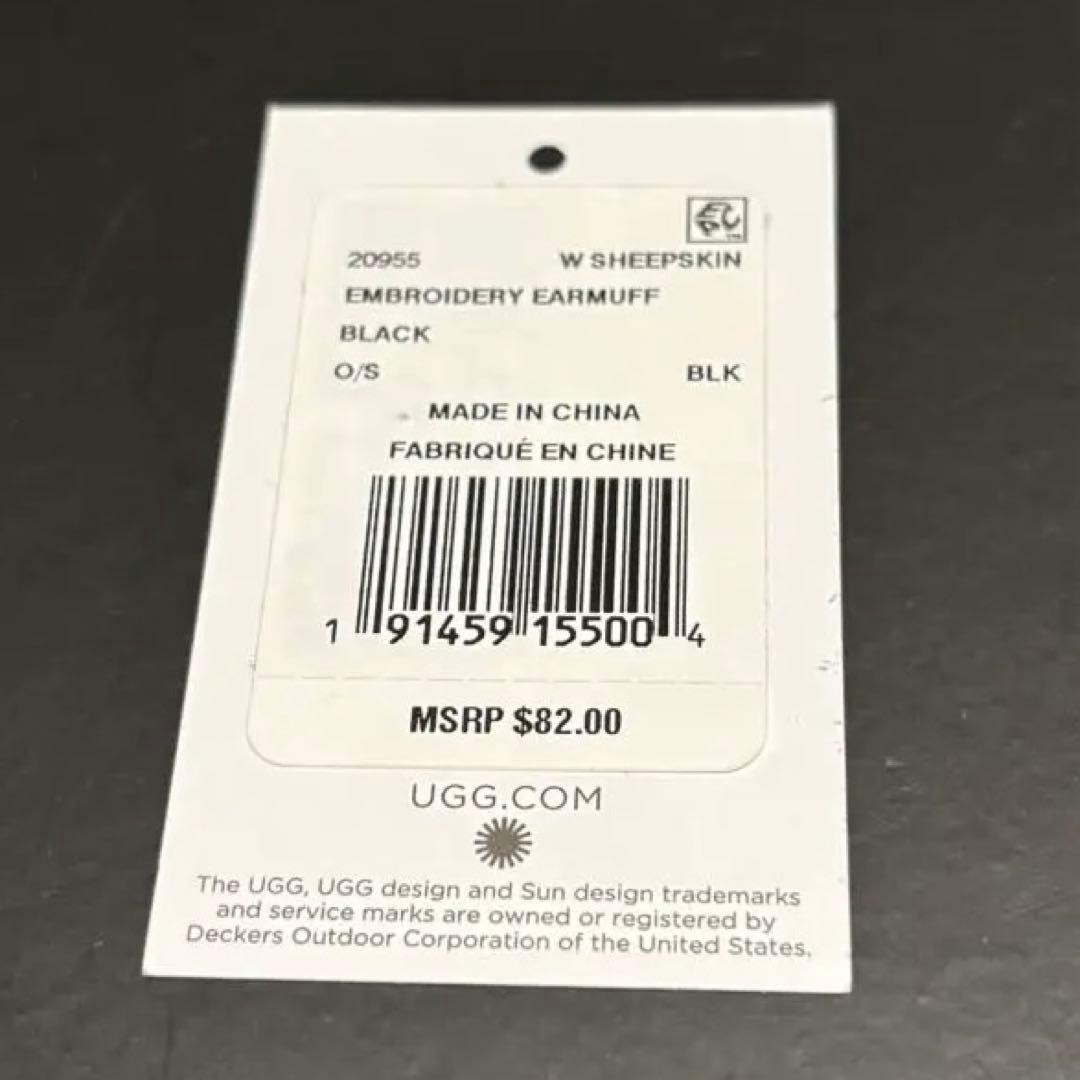 20955 W SHEEPSKIN
EMBROIDERY EARMUFF
BLACK
O/S BLK
MADE IN CHINA
FABRIQUÉ EN CHINE
1 91459 15500 4
MSRP $82.00
UGG.COM
The UGG, UGG design and Sun design trademarks
and service marks are owned or registered by
Deckers Outdoor Corporation of the United States.